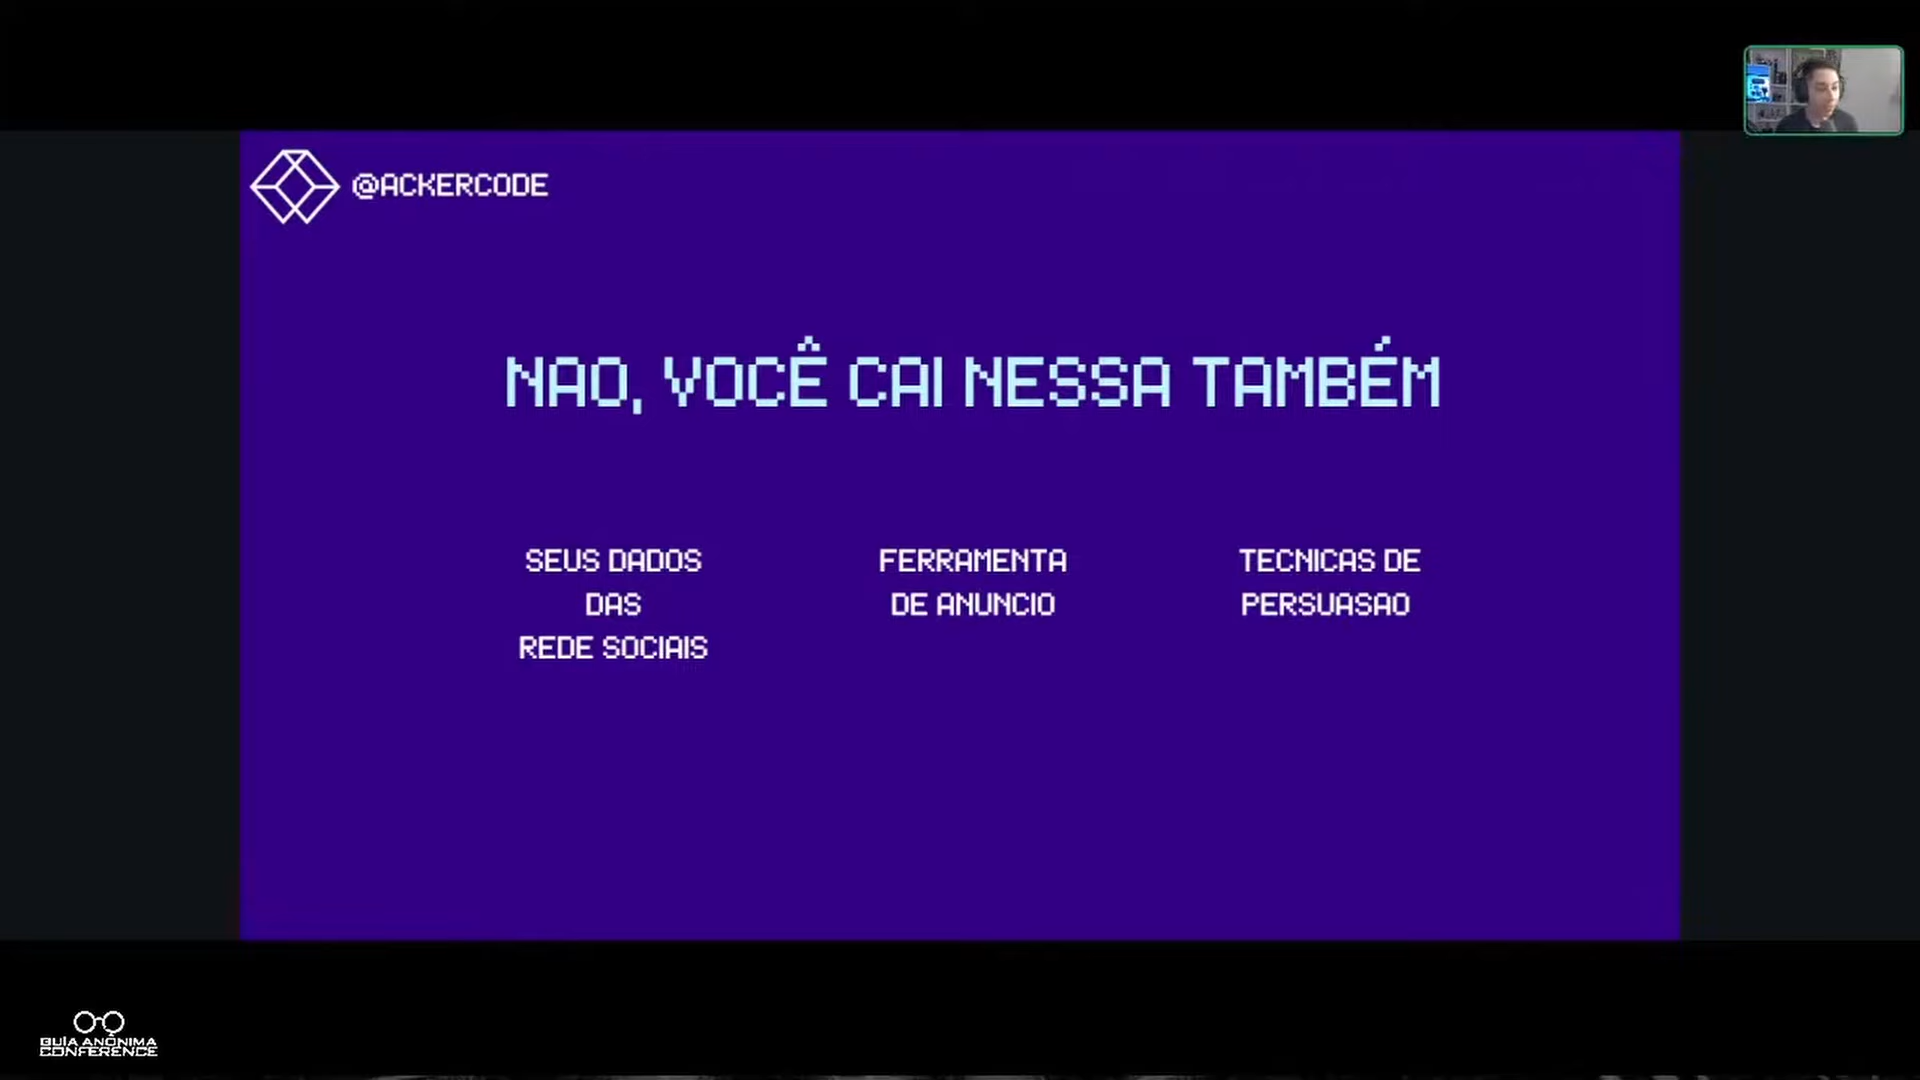 @ACKERCODE
NAO, VOCÊ CAI NESSA TAMBÉM
SEUS DADOS
DAS
REDE SOCIAIS
FERRAMENTA
DE ANUNCIO
TECNICAS DE
PERSUASAO
GUIA ANÔNIMA
CONFERENCE